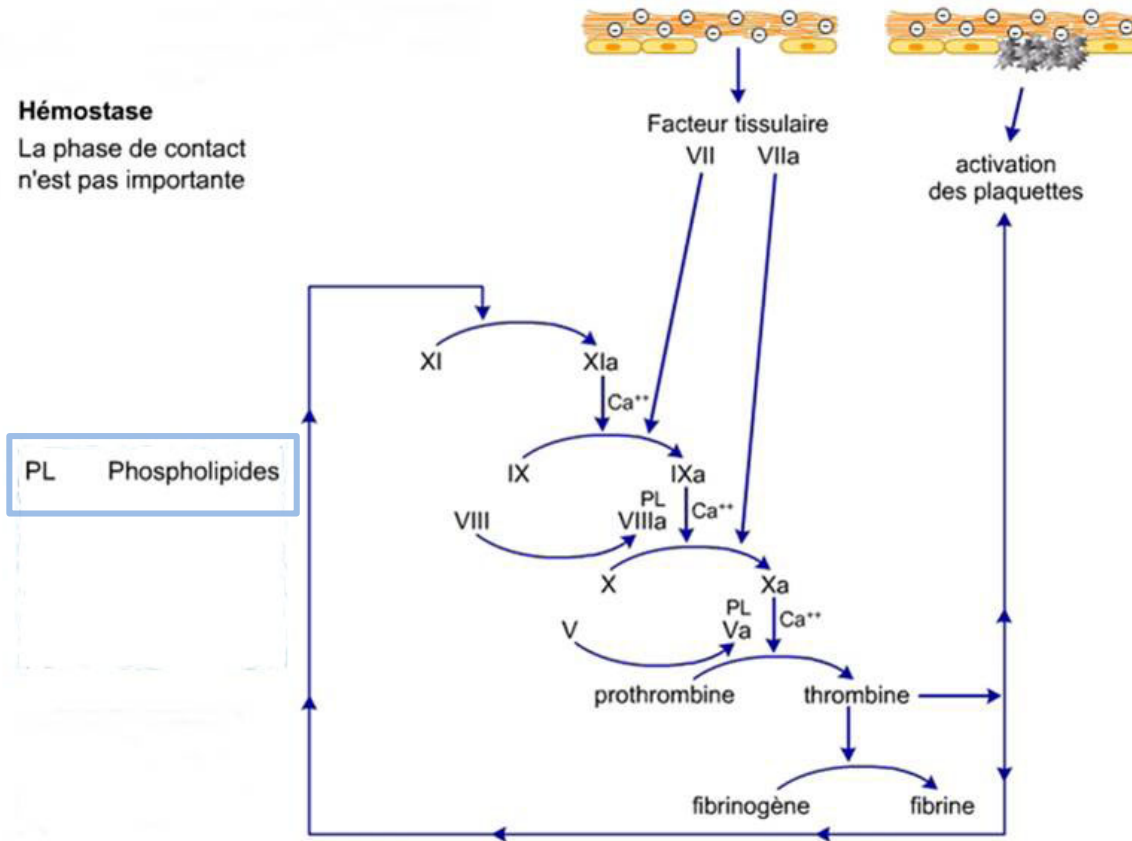 Hémostase
La phase de contact
n'est pas importante
Facteur tissulaire
VII VIIa
activation
des plaquettes
XI XIa
Ca++
IX IXa
PL
Ca++
VIII VIIIa
X Xa
PL
Ca++
V Va
prothrombine thrombine
fibrinogène fibrine
PL Phospholipides